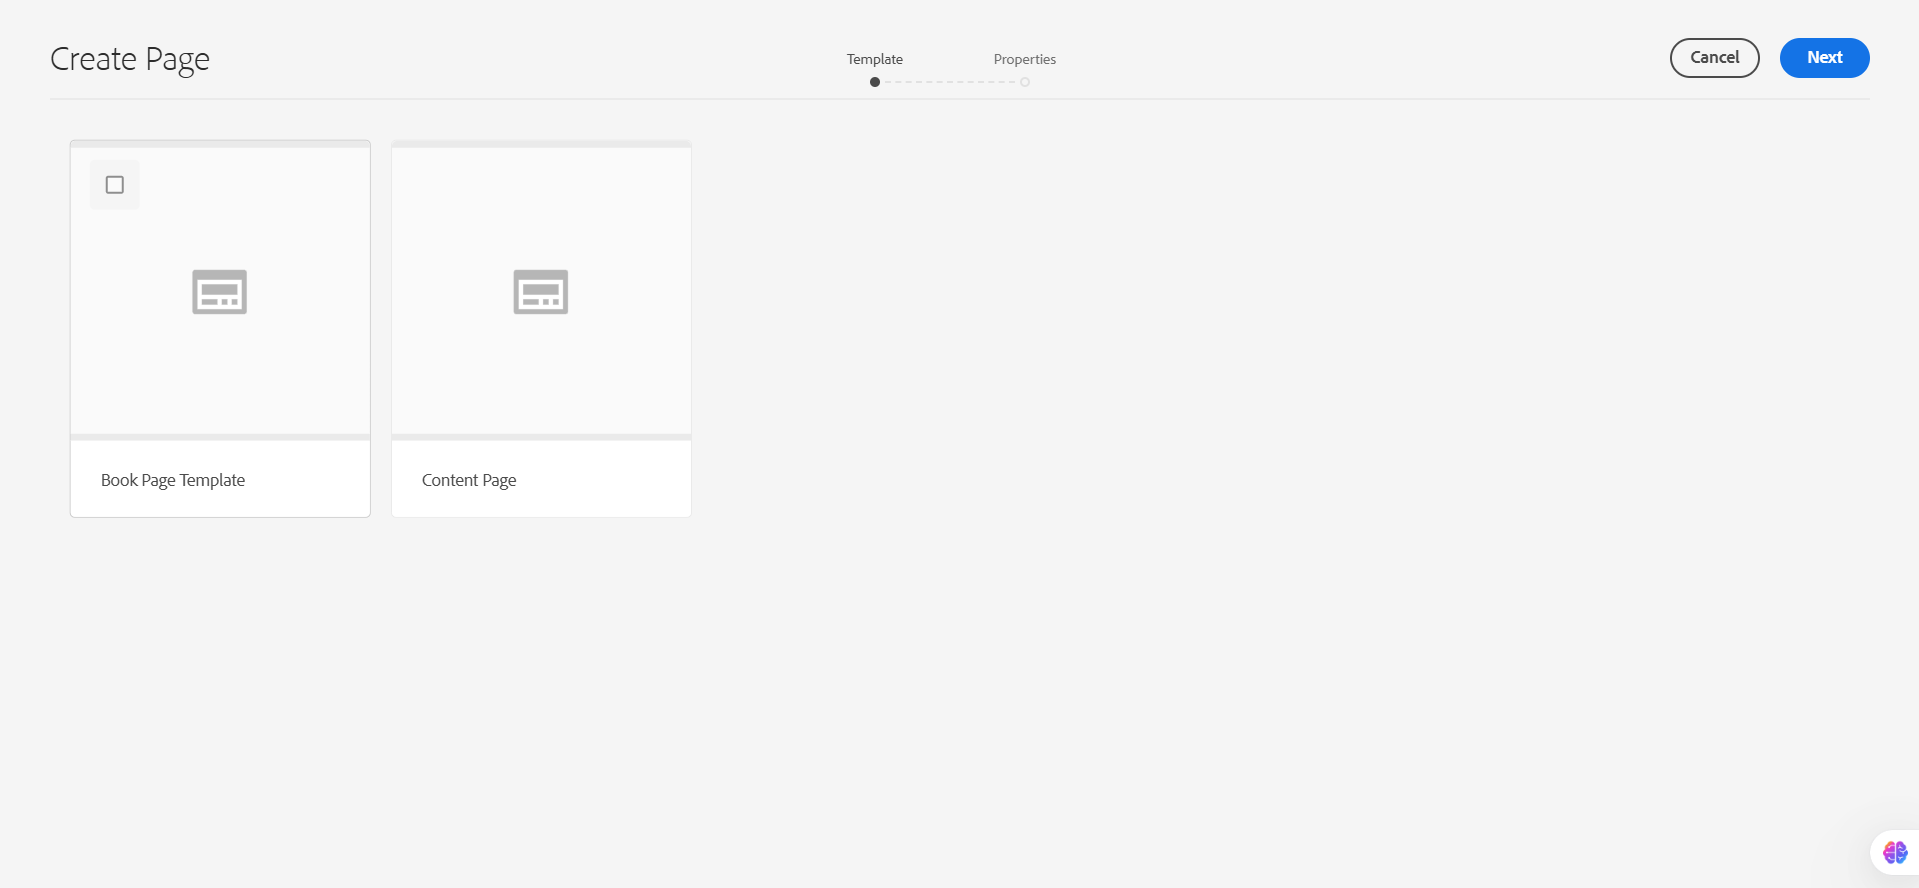 Create Page
Template
Properties
Cancel
Next
Book Page Template
Content Page